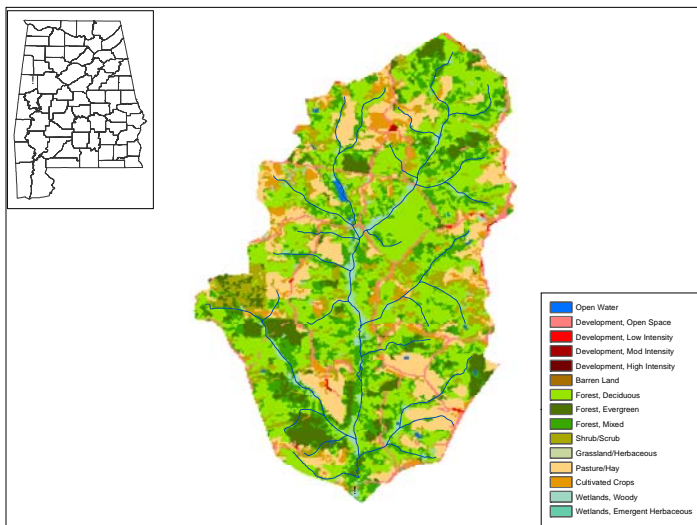 Open Water
Development, Open Space
Development, Low Intensity
Development, Mod Intensity
Development, High Intensity
Barren Land
Forest, Deciduous
Forest, Evergreen
Forest, Mixed
Shrub/Scrub
Grassland/Herbaceous
Pasture/Hay
Cultivated Crops
Wetlands, Woody
Wetlands, Emergent Herbaceous